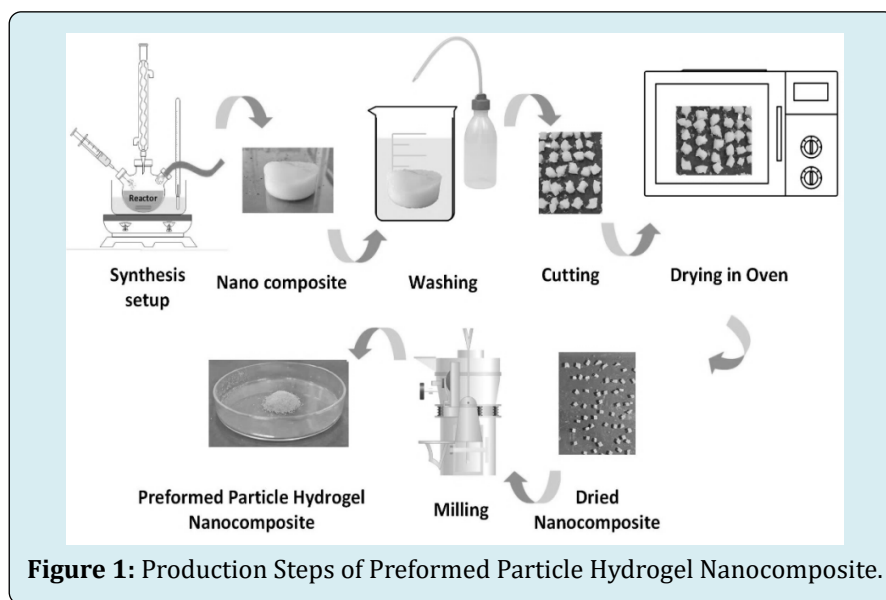 Reactor
Synthesis
setup
Nano composite
Washing
Cutting
Drying in Oven
Preformed Particle Hydrogel
Nanocomposite
Milling
Dried
Nanocomposite
Figure 1: Production Steps of Preformed Particle Hydrogel Nanocomposite.